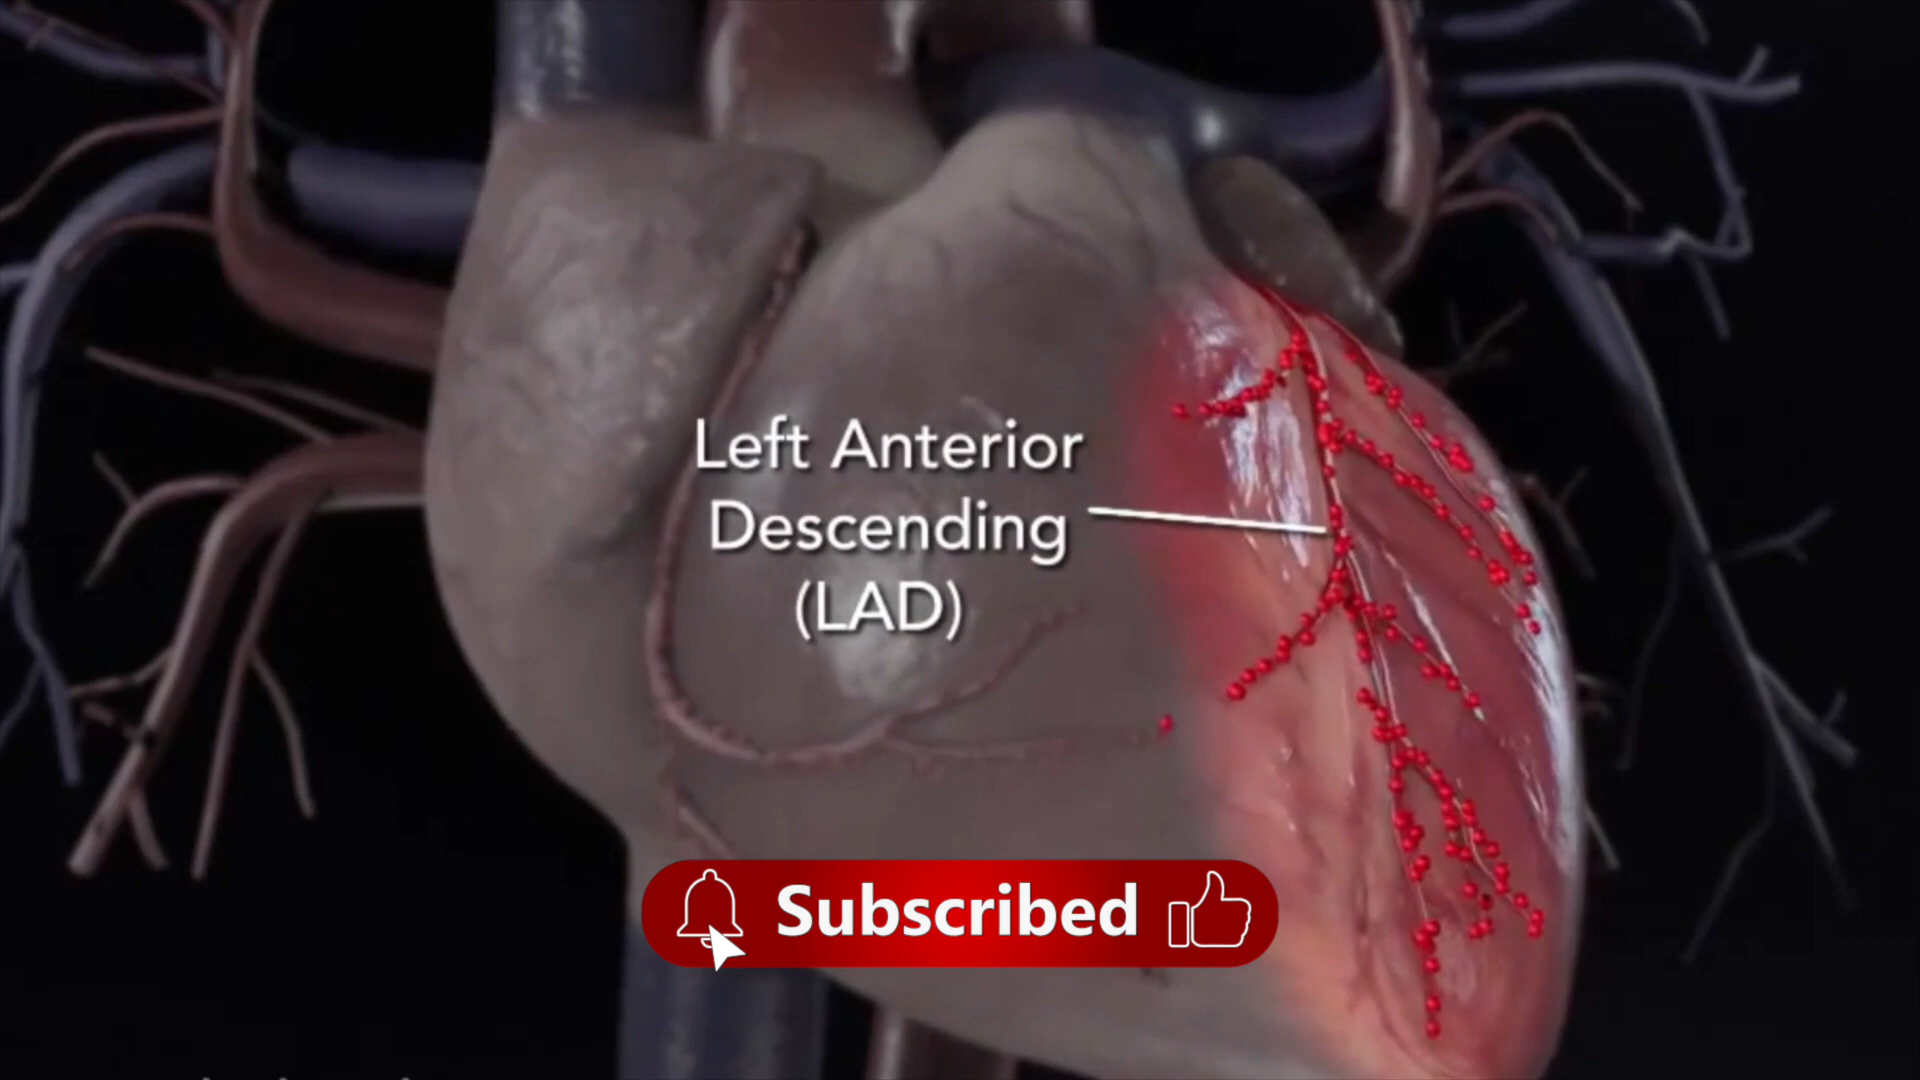 Left Anterior
Descending
(LAD)
Subscribed